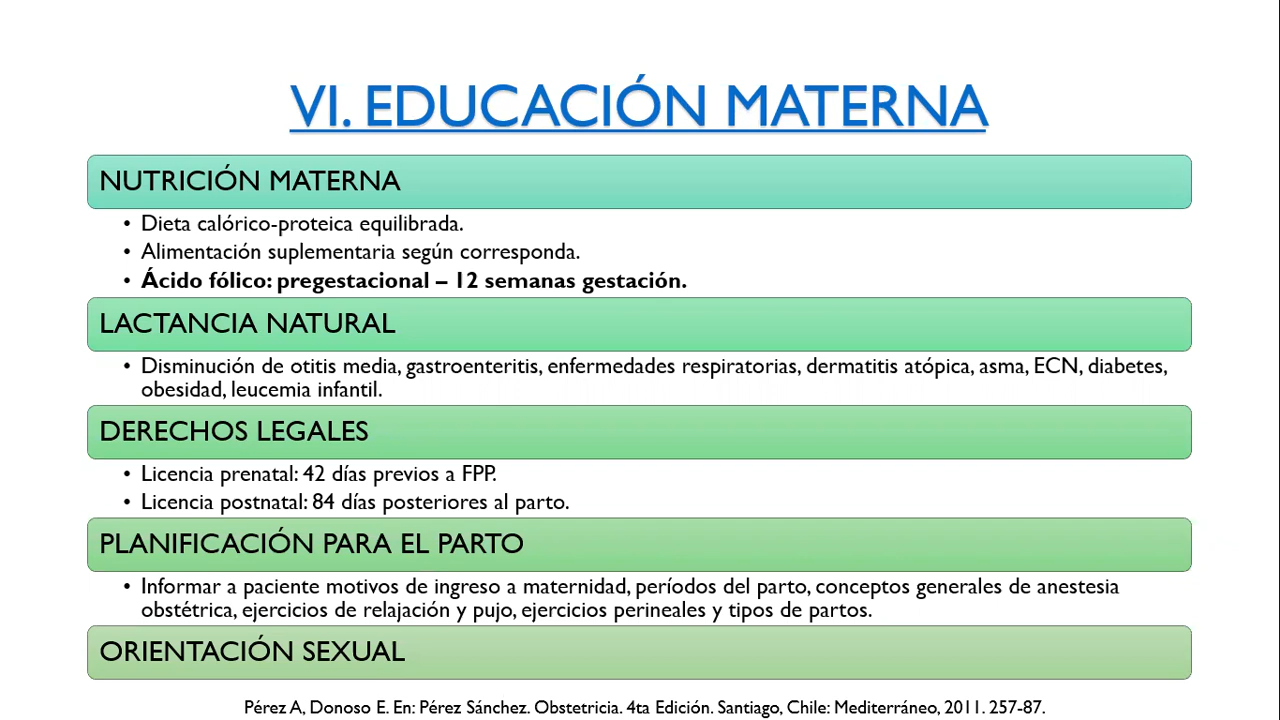 VI. EDUCACIÓN MATERNA
NUTRICIÓN MATERNA
• Dieta calórico-proteica equilibrada.
• Alimentación suplementaria según corresponda.
• Ácido fólico: pregestacional – 12 semanas gestación.
LACTANCIA NATURAL
• Disminución de otitis media, gastroenteritis, enfermedades respiratorias, dermatitis atópica, asma, ECN, diabetes,
obesidad, leucemia infantil.
DERECHOS LEGALES
• Licencia prenatal: 42 días previos a FPP.
• Licencia postnatal: 84 días posteriores al parto.
PLANIFICACIÓN PARA EL PARTO
• Informar a paciente motivos de ingreso a maternidad, períodos del parto, conceptos generales de anestesia
obstétrica, ejercicios de relajación y pujo, ejercicios perineales y tipos de partos.
ORIENTACIÓN SEXUAL
Pérez A, Donoso E. En: Pérez Sánchez. Obstetricia. 4ta Edición. Santiago, Chile: Mediterráneo, 2011. 257-87.